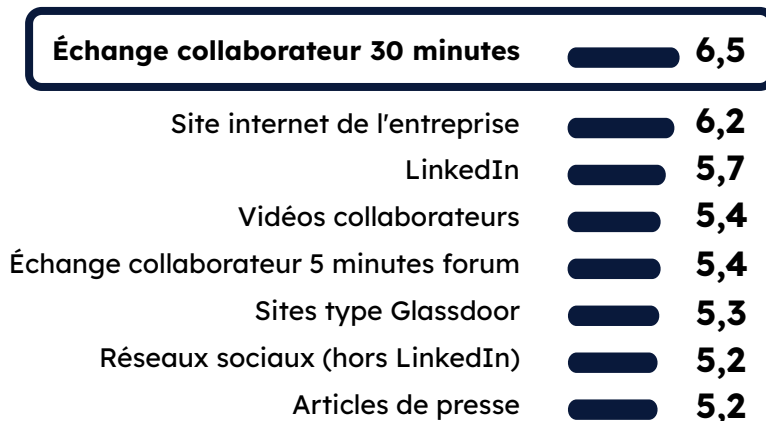 Échange collaborateur 30 minutes 6,5
Site internet de l'entreprise 6,2
LinkedIn 5,7
Vidéos collaborateurs 5,4
Échange collaborateur 5 minutes forum 5,4
Sites type Glassdoor 5,3
Réseaux sociaux (hors LinkedIn) 5,2
Articles de presse 5,2